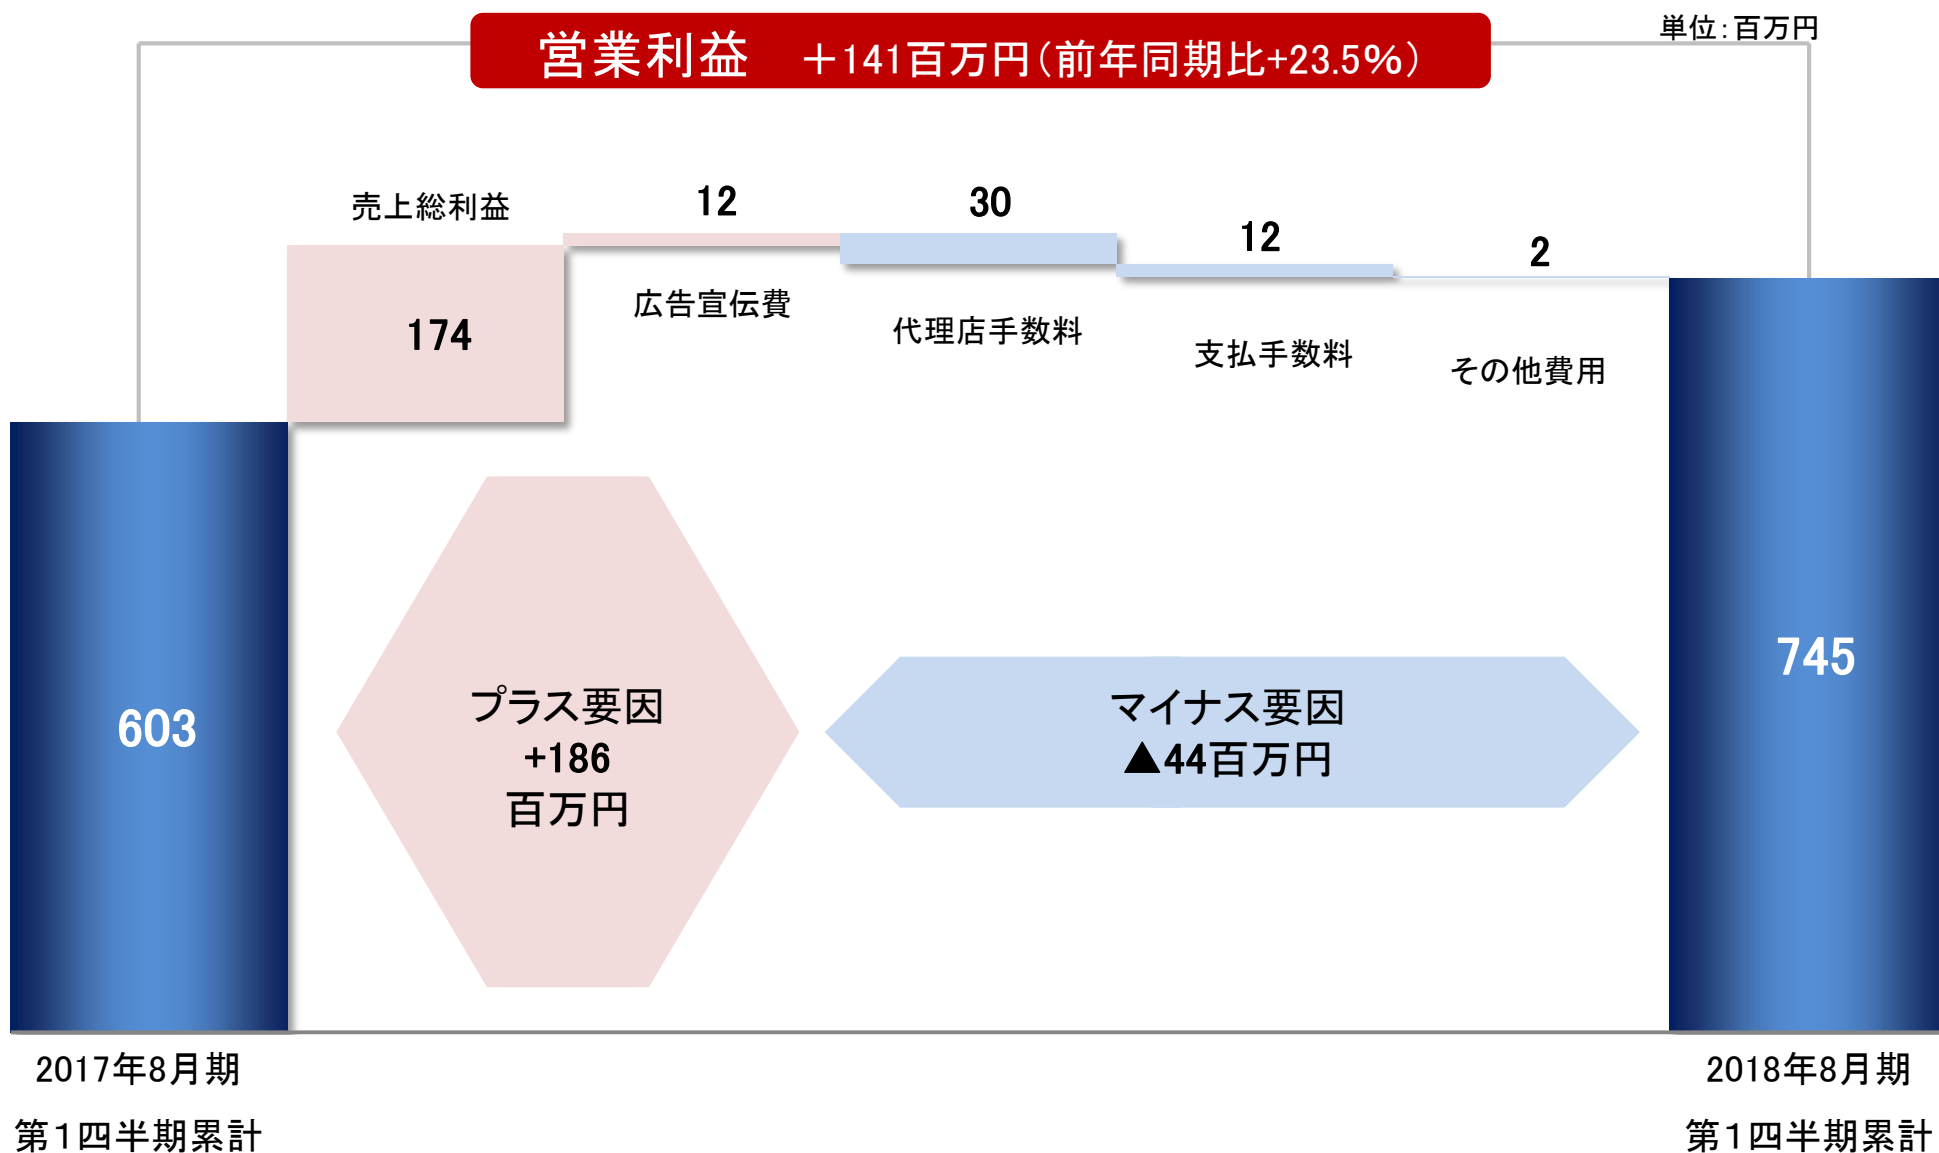 単位：百万円
営業利益　＋141百万円（前年同期比+23.5％）
売上総利益
174
12
広告宣伝費
30
代理店手数料
12
支払手数料
2
その他費用
603
プラス要因
+186
百万円
マイナス要因
▲44百万円
745
2017年8月期
第1四半期累計
2018年8月期
第1四半期累計